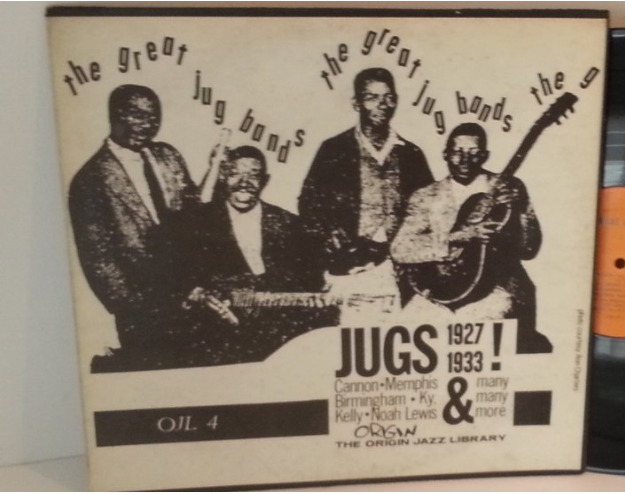 the great jug bands
the great jug bands
the g
JUGS 1927
1933 !
Cannon•Memphis
Birmingham • Ky.
Kelly•Noah Lewis
& many
many
more
OJL 4
ORIGIN
THE ORIGIN JAZZ LIBRARY